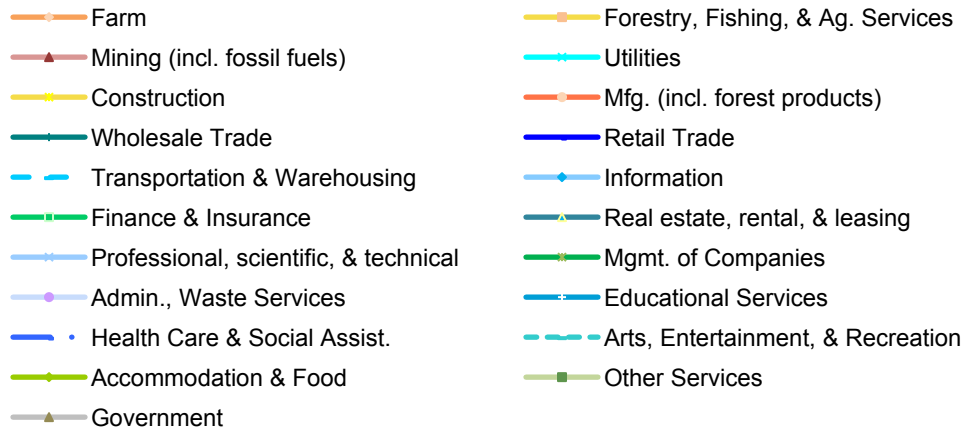 Farm
Forestry, Fishing, & Ag. Services
Mining (incl. fossil fuels)
Utilities
Construction
Mfg. (incl. forest products)
Wholesale Trade
Retail Trade
Transportation & Warehousing
Information
Finance & Insurance
Real estate, rental, & leasing
Professional, scientific, & technical
Mgmt. of Companies
Admin., Waste Services
Educational Services
Health Care & Social Assist.
Arts, Entertainment, & Recreation
Accommodation & Food
Other Services
Government